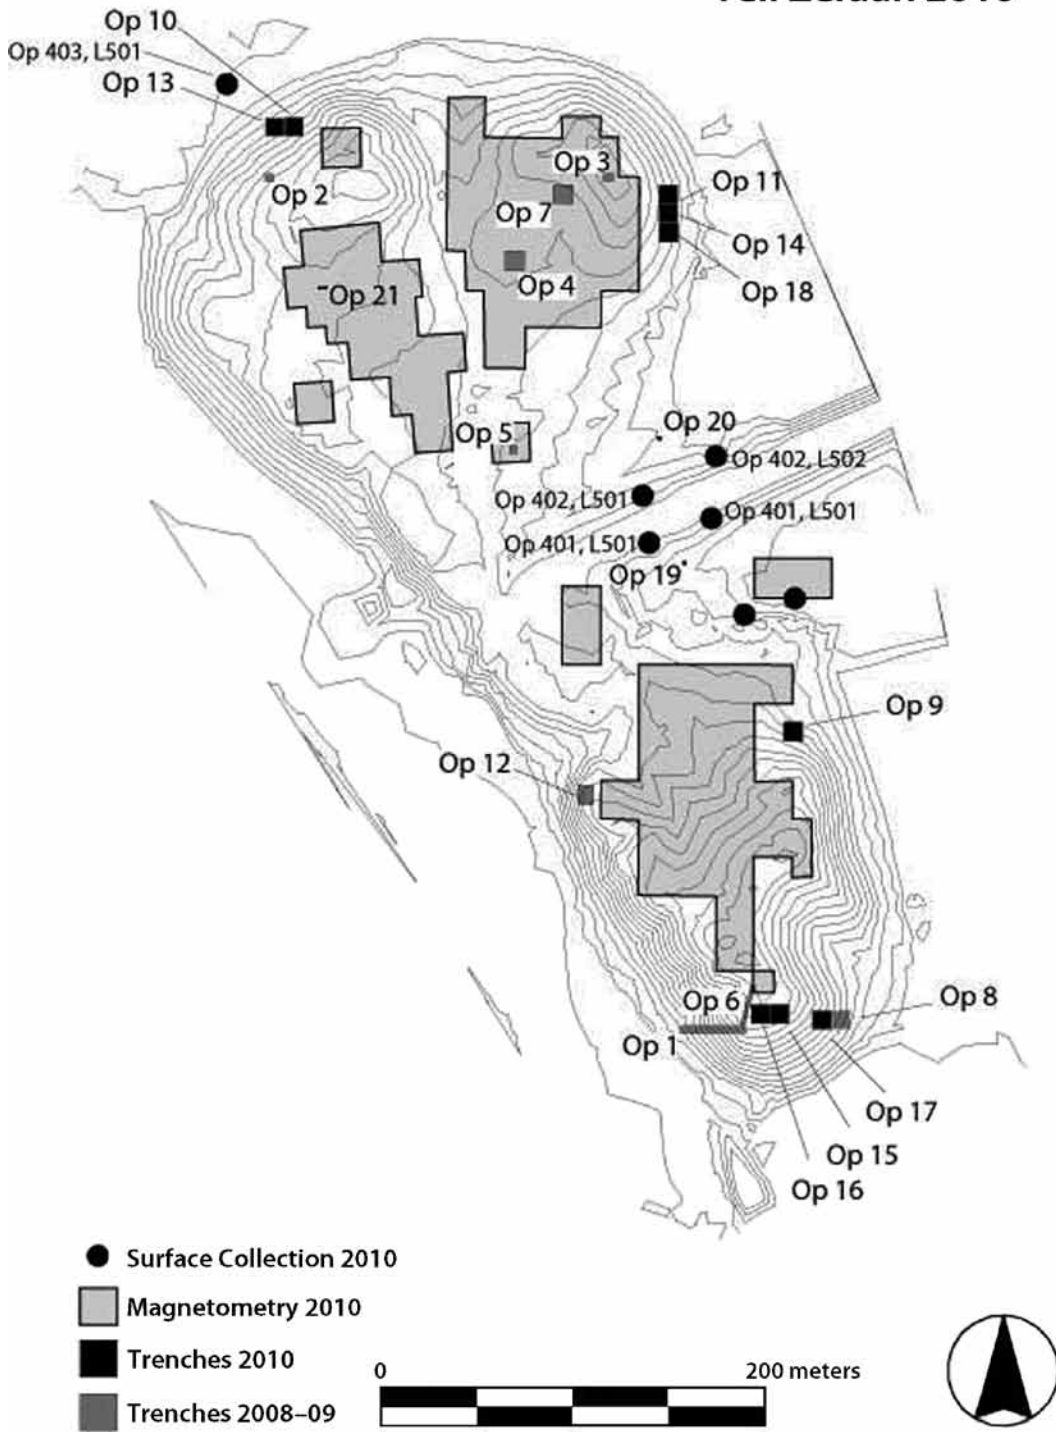 Op 10
Op 403, L501
Op 13
Op 2
Op 3
Op 7
Op 4
Op 11
Op 14
Op 18
Op 21
Op 5
Op 20
Op 402, L502
Op 402, L501
Op 401, L501
Op 401, L501
Op 19
Op 9
Op 12
Op 6
Op 8
Op 1
Op 17
Op 15
Op 16
Surface Collection 2010
Magnetometry 2010
Trenches 2010
Trenches 2008–09
0
200 meters